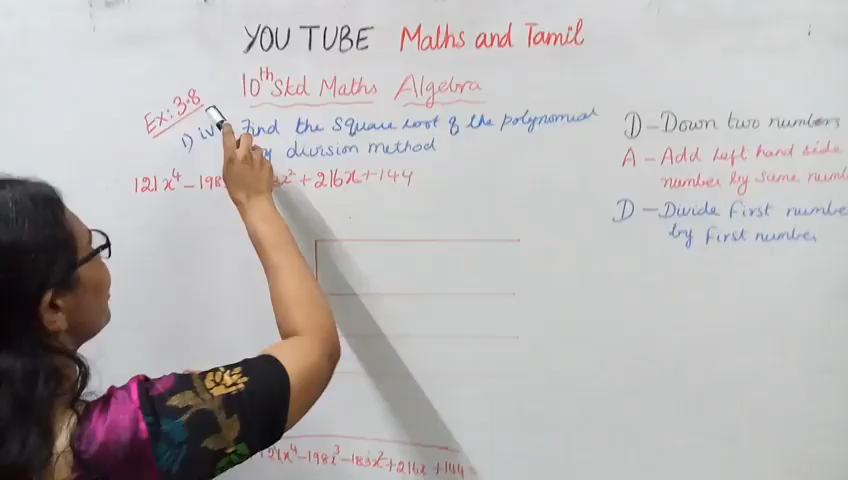 YOU TUBE Maths and Tamil
10th Std Maths Algebra
Ex: 3.8
1) iv Find the Square root of the polynomial
division method
121x⁴ - 198 x² + 216x + 144
D - Down two numbers
A - Add left hand side
number by same
D - Divide first
by first number
121x⁴ - 198x³ - 183x² + 216x + 144